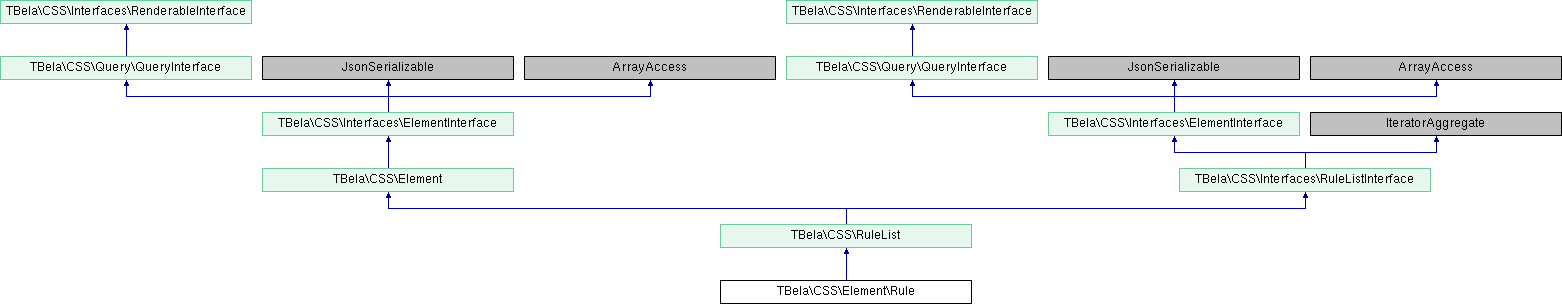 TBela\CSS\Interfaces\RenderableInterface TBela\CSS\Interfaces\RenderableInterface
TBela\CSS\Query\QueryInterface JsonSerializable ArrayAccess TBela\CSS\Query\QueryInterface JsonSerializable ArrayAccess
TBela\CSS\Interfaces\ElementInterface TBela\CSS\Interfaces\ElementInterface IteratorAggregate
TBela\CSS\Element TBela\CSS\Interfaces\RuleListInterface
TBela\CSS\RuleList
TBela\CSS\Element\Rule